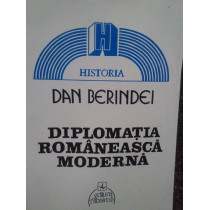 H
HISTORIA
DAN BERINDEI
DIPLOMAȚIA
ROMÂNEASCĂ
MODERNĂ